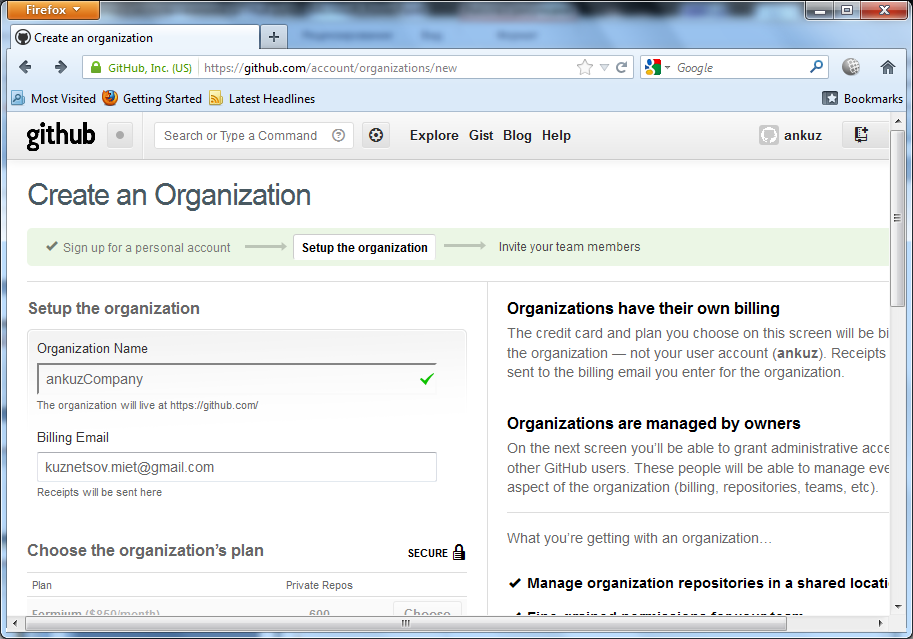 Firefox
Create an organization
GitHub, Inc. (US) https://github.com/account/organizations/new
Google
Most Visited Getting Started Latest Headlines Bookmarks
github Search or Type a Command Explore Gist Blog Help ankuz
Create an Organization
Sign up for a personal account Setup the organization Invite your team members
Setup the organization
Organization Name
ankuzCompany
The organization will live at https://github.com/
Billing Email
kuznetsov.miet@gmail.com
Receipts will be sent here
Choose the organization's plan SECURE
Plan Private Repos
Formium ($850/month) 600 Choose
Organizations have their own billing
The credit card and plan you choose on this screen will be bi
the organization — not your user account (ankuz). Receipts
sent to the billing email you enter for the organization.
Organizations are managed by owners
On the next screen you'll be able to grant administrative acce
other GitHub users. These people will be able to manage eve
aspect of the organization (billing, repositories, teams, etc).
What you're getting with an organization…
Manage organization repositories in a shared locati
Fine-grained permissions for your team